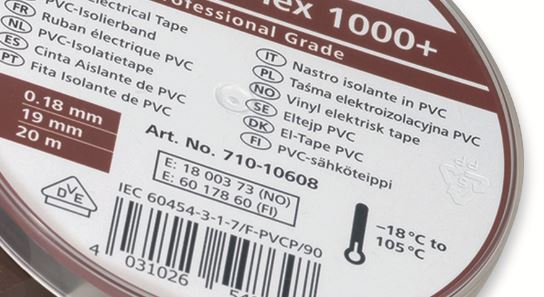 ex 1000+
Professional Grade
Electrical Tape
PVC-Isolierband
FR Ruban électrique PVC
NL PVC-Isolatietape
ES Cinta Aislante de PVC
PT Fita Isolante de PVC
IT Nastro isolante in PVC
PL Taśma elektroizolacyjna PVC
NO Vinyl elektrisk tape
SE Eltejp PVC
DK El-Tape PVC
FI PVC-sähköteippi
0.18 mm
19 mm
20 m
Art. No. 710-10608
E: 18 003 73 (NO)
E: 60 178 60 (FI)
IEC 60454-3-1-7/F-PVCP/90
DVE
–18°C to
105°C
4 031026